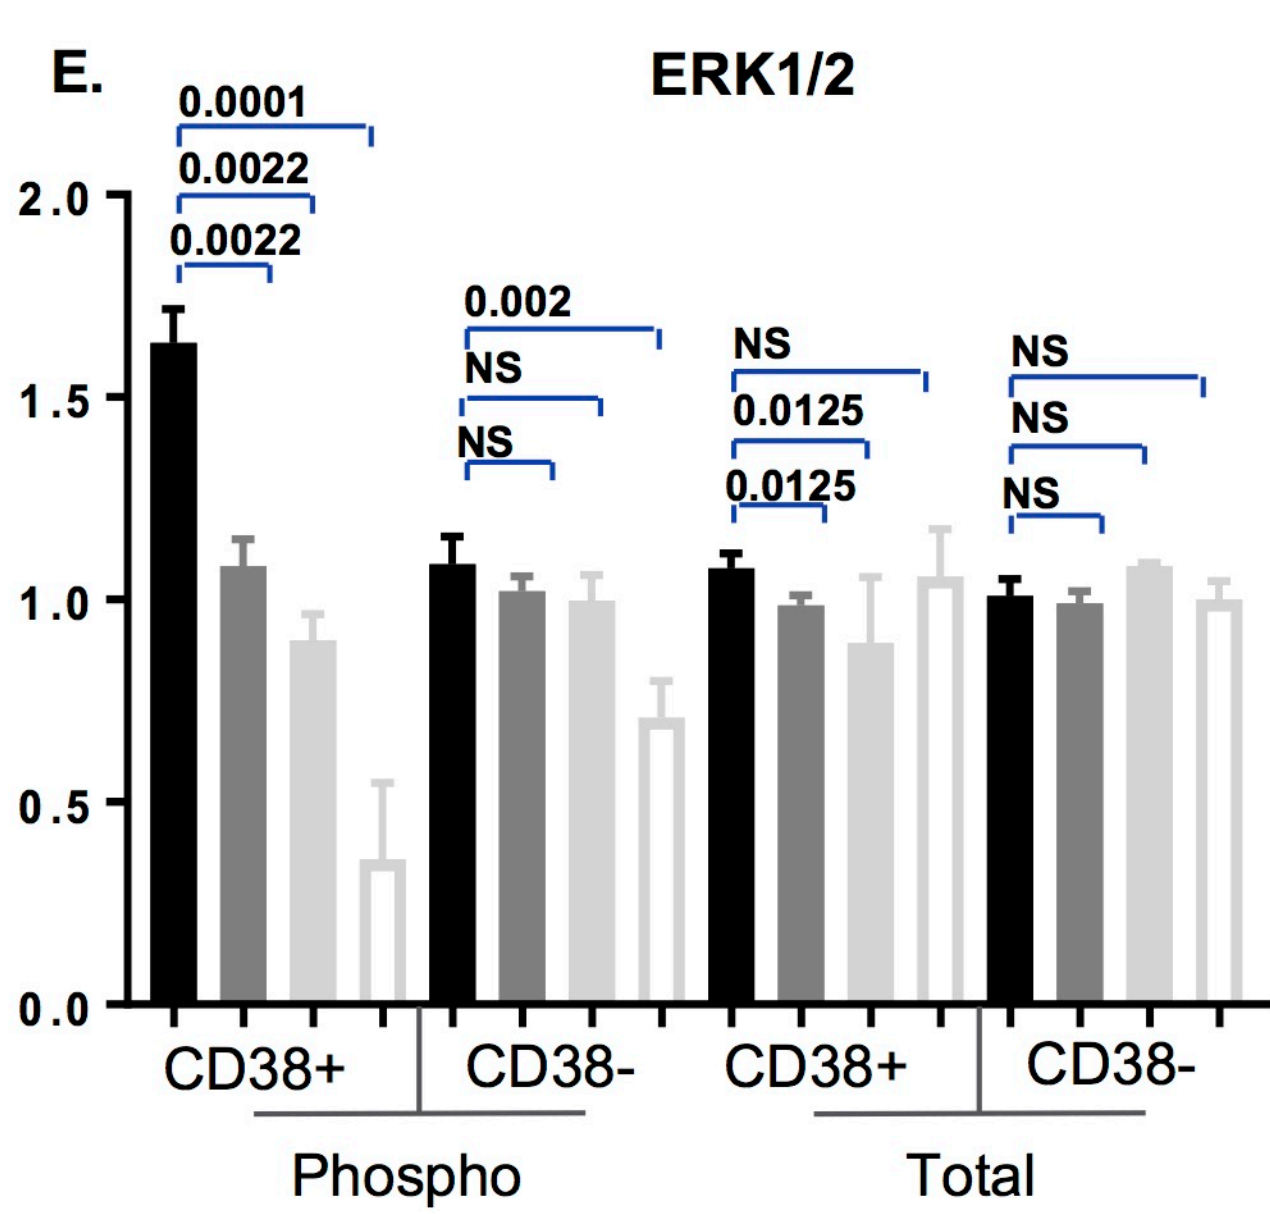 E.
ERK1/2
0.0001
0.0022
0.0022
2.0
1.5
1.0
0.5
0.0
0.002
NS
NS
NS
0.0125
0.0125
NS
NS
NS
CD38+ CD38- CD38+ CD38-
Phospho Total